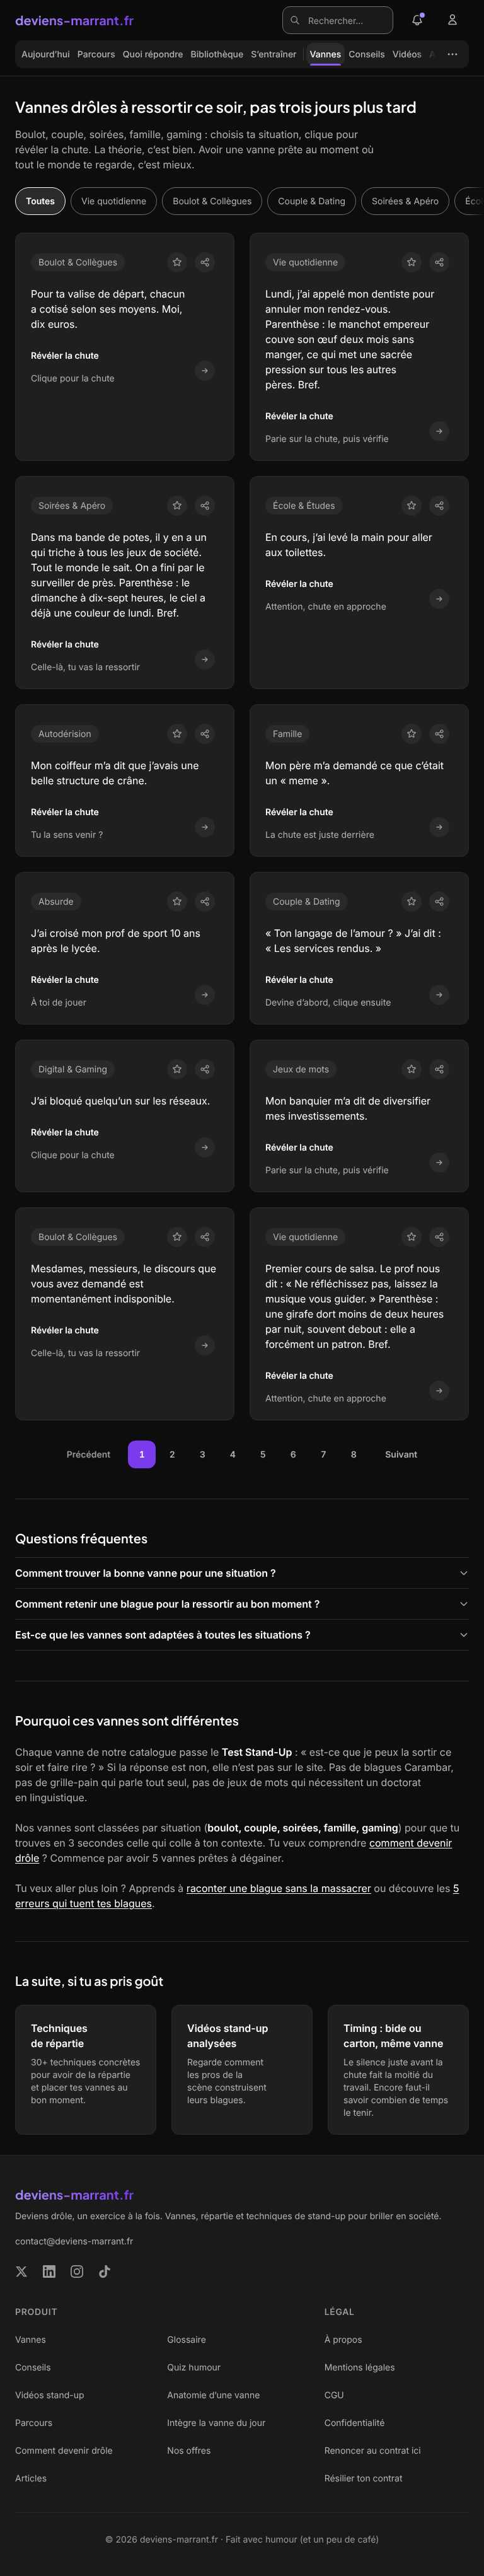 deviens-marrant.fr
Rechercher...
Aujourd'hui Parcours Quoi répondre Bibliothèque S'entraîner Vannes Conseils Vidéos
Vannes drôles à ressortir ce soir, pas trois jours plus tard
Boulot, couple, soirées, famille, gaming : choisis ta situation, clique pour
révéler la chute. La théorie, c'est bien. Avoir une vanne prête au moment où
tout le monde te regarde, c'est mieux.
Toutes Vie quotidienne Boulot & Collègues Couple & Dating Soirées & Apéro Écol
Boulot & Collègues
Pour ta valise de départ, chacun
a cotisé selon ses moyens. Moi,
dix euros.
Révéler la chute
Clique pour la chute
Vie quotidienne
Lundi, j'ai appelé mon dentiste pour
annuler mon rendez-vous.
Parenthèse : le manchot empereur
couve son œuf deux mois sans
manger, ce qui met une sacrée
pression sur tous les autres
pères. Bref.
Révéler la chute
Parie sur la chute, puis vérifie
Soirées & Apéro
Dans ma bande de potes, il y en a un
qui triche à tous les jeux de société.
Tout le monde le sait. On a fini par le
surveiller de près. Parenthèse : le
dimanche à dix-sept heures, le ciel a
déjà une couleur de lundi. Bref.
Révéler la chute
Celle-là, tu vas la ressortir
École & Études
En cours, j'ai levé la main pour aller
aux toilettes.
Révéler la chute
Attention, chute en approche
Autodérision
Mon coiffeur m'a dit que j'avais une
belle structure de crâne.
Révéler la chute
Tu la sens venir ?
Famille
Mon père m'a demandé ce que c'était
un « meme ».
Révéler la chute
La chute est juste derrière
Absurde
J'ai croisé mon prof de sport 10 ans
après le lycée.
Révéler la chute
À toi de jouer
Couple & Dating
« Ton langage de l'amour ? » J'ai dit :
« Les services rendus. »
Révéler la chute
Devine d'abord, clique ensuite
Digital & Gaming
J'ai bloqué quelqu'un sur les réseaux.
Révéler la chute
Clique pour la chute
Jeux de mots
Mon banquier m'a dit de diversifier
mes investissements.
Révéler la chute
Parie sur la chute, puis vérifie
Boulot & Collègues
Mesdames, messieurs, le discours que
vous avez demandé est
momentanément indisponible.
Révéler la chute
Celle-là, tu vas la ressortir
Vie quotidienne
Premier cours de salsa. Le prof nous
dit : « Ne réfléchissez pas, laissez la
musique vous guider. » Parenthèse :
une girafe dort moins de deux heures
par nuit, souvent debout : elle a
forcément un patron. Bref.
Révéler la chute
Attention, chute en approche
Précédent 1 2 3 4 5 6 7 8 Suivant
Questions fréquentes
Comment trouver la bonne vanne pour une situation ?
Comment retenir une blague pour la ressortir au bon moment ?
Est-ce que les vannes sont adaptées à toutes les situations ?
Pourquoi ces vannes sont différentes
Chaque vanne de notre catalogue passe le Test Stand-Up : « est-ce que je peux la sortir ce
soir et faire rire ? » Si la réponse est non, elle n'est pas sur le site. Pas de blagues Carambar,
pas de grille-pain qui parle tout seul, pas de jeux de mots qui nécessitent un doctorat
en linguistique.
Nos vannes sont classées par situation (boulot, couple, soirées, famille, gaming) pour que tu
trouves en 3 secondes celle qui colle à ton contexte. Tu veux comprendre comment devenir
drôle ? Commence par avoir 5 vannes prêtes à dégainer.
Tu veux aller plus loin ? Apprends à raconter une blague sans la massacrer ou découvre les 5
erreurs qui tuent tes blagues.
La suite, si tu as pris goût
Techniques
de répartie
30+ techniques concrètes
pour avoir de la répartie
et placer tes vannes au
bon moment.
Vidéos stand-up
analysées
Regarde comment
les pros de la
scène construisent
leurs blagues.
Timing : bide ou
carton, même vanne
Le silence juste avant la
chute fait la moitié du
travail. Encore faut-il
savoir combien de temps
le tenir.
deviens-marrant.fr
Deviens drôle, un exercice à la fois. Vannes, répartie et techniques de stand-up pour briller en société.
contact@deviens-marrant.fr
PRODUIT
Vannes
Conseils
Vidéos stand-up
Parcours
Comment devenir drôle
Articles
Glossaire
Quiz humour
Anatomie d'une vanne
Intègre la vanne du jour
Nos offres
LÉGAL
À propos
Mentions légales
CGU
Confidentialité
Renoncer au contrat ici
Résilier ton contrat
© 2026 deviens-marrant.fr · Fait avec humour (et un peu de café)